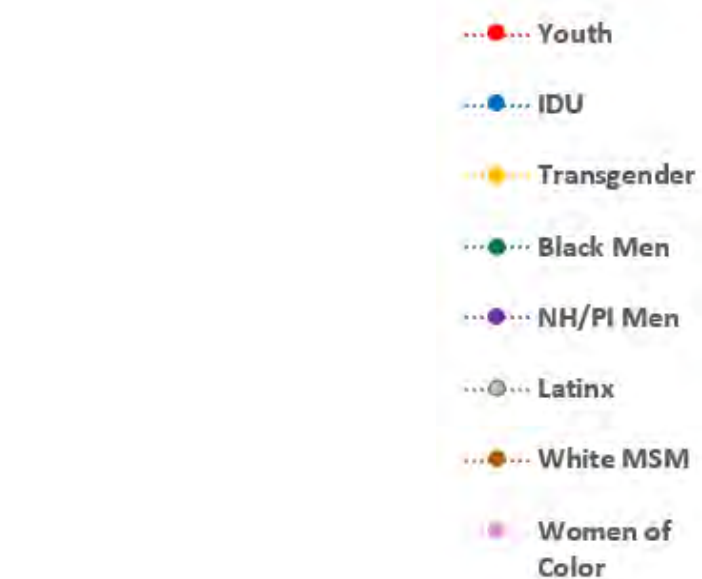 Youth
IDU
Transgender
Black Men
NH/PI Men
Latinx
White MSM
Women of
Color